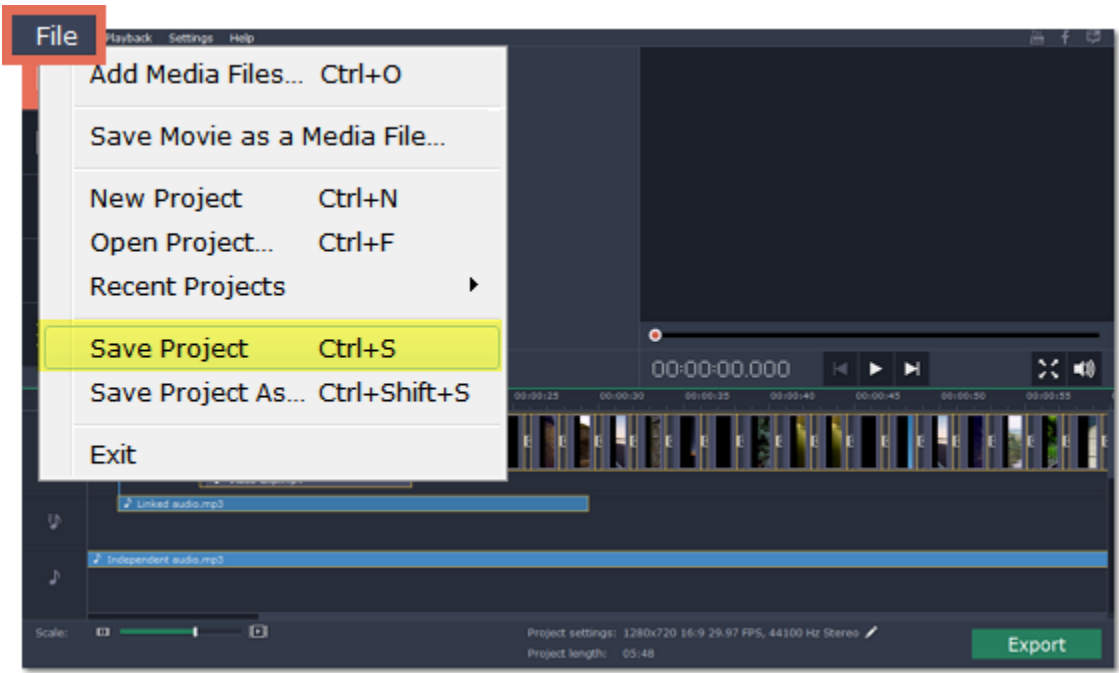 File
Playback Settings Help
Add Media Files... Ctrl+O
Save Movie as a Media File...
New Project Ctrl+N
Open Project... Ctrl+F
Recent Projects
Save Project Ctrl+S
Save Project As... Ctrl+Shift+S
Exit
00:00:00.000
00:00:25 00:00:30 00:00:35 00:00:40 00:00:45 00:00:50 00:00:55
Linked audio.mp3
Independent audio.mp3
Scale:
Project settings: 1280x720 16:9 29.97 FPS, 44100 Hz Stereo
Project length: 05:48
Export